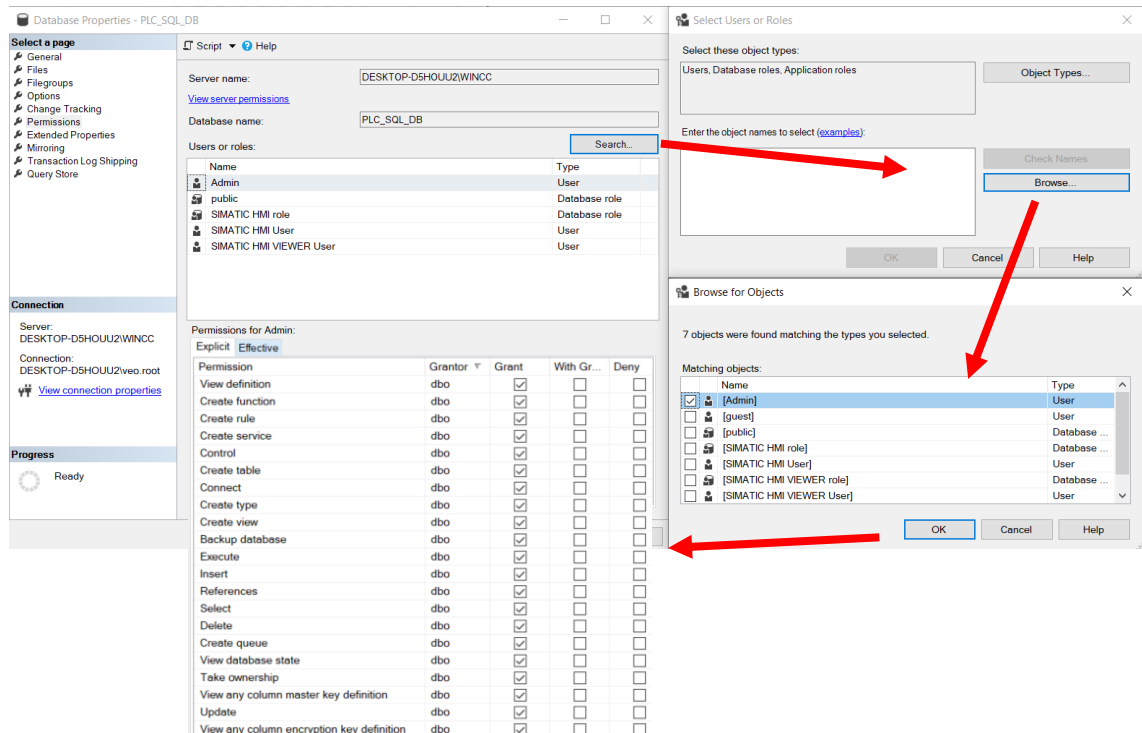 Database Properties - PLC_SQL_DB
Select a page
General
Files
Filegroups
Options
Change Tracking
Permissions
Extended Properties
Mirroring
Transaction Log Shipping
Query Store
Connection
Server:
DESKTOP-D5HOUU2\WINCC
Connection:
DESKTOP-D5HOUU2\veo.root
View connection properties
Progress
Ready
Script Help
Server name: DESKTOP-D5HOUU2\WINCC
View server permissions
Database name: PLC_SQL_DB
Users or roles: Search...
Name Type
Admin User
public Database role
SIMATIC HMI role Database role
SIMATIC HMI User User
SIMATIC HMI VIEWER User User
Permissions for Admin:
Explicit Effective
Permission Grantor Grant With Gr... Deny
View definition dbo
Create function dbo
Create rule dbo
Create service dbo
Control dbo
Create table dbo
Connect dbo
Create type dbo
Create view dbo
Backup database dbo
Execute dbo
Insert dbo
References dbo
Select dbo
Delete dbo
Create queue dbo
View database state dbo
Take ownership dbo
View any column master key definition dbo
Update dbo
View any column encryption key definition dbo
Select Users or Roles
Select these object types:
Users, Database roles, Application roles
Object Types...
Enter the object names to select (examples):
Check Names
Browse...
OK Cancel Help
Browse for Objects
7 objects were found matching the types you selected.
Matching objects:
Name Type
[Admin] User
[guest] User
[public] Database ...
[SIMATIC HMI role] Database ...
[SIMATIC HMI User] User
[SIMATIC HMI VIEWER role] Database ...
[SIMATIC HMI VIEWER User] User
OK Cancel Help